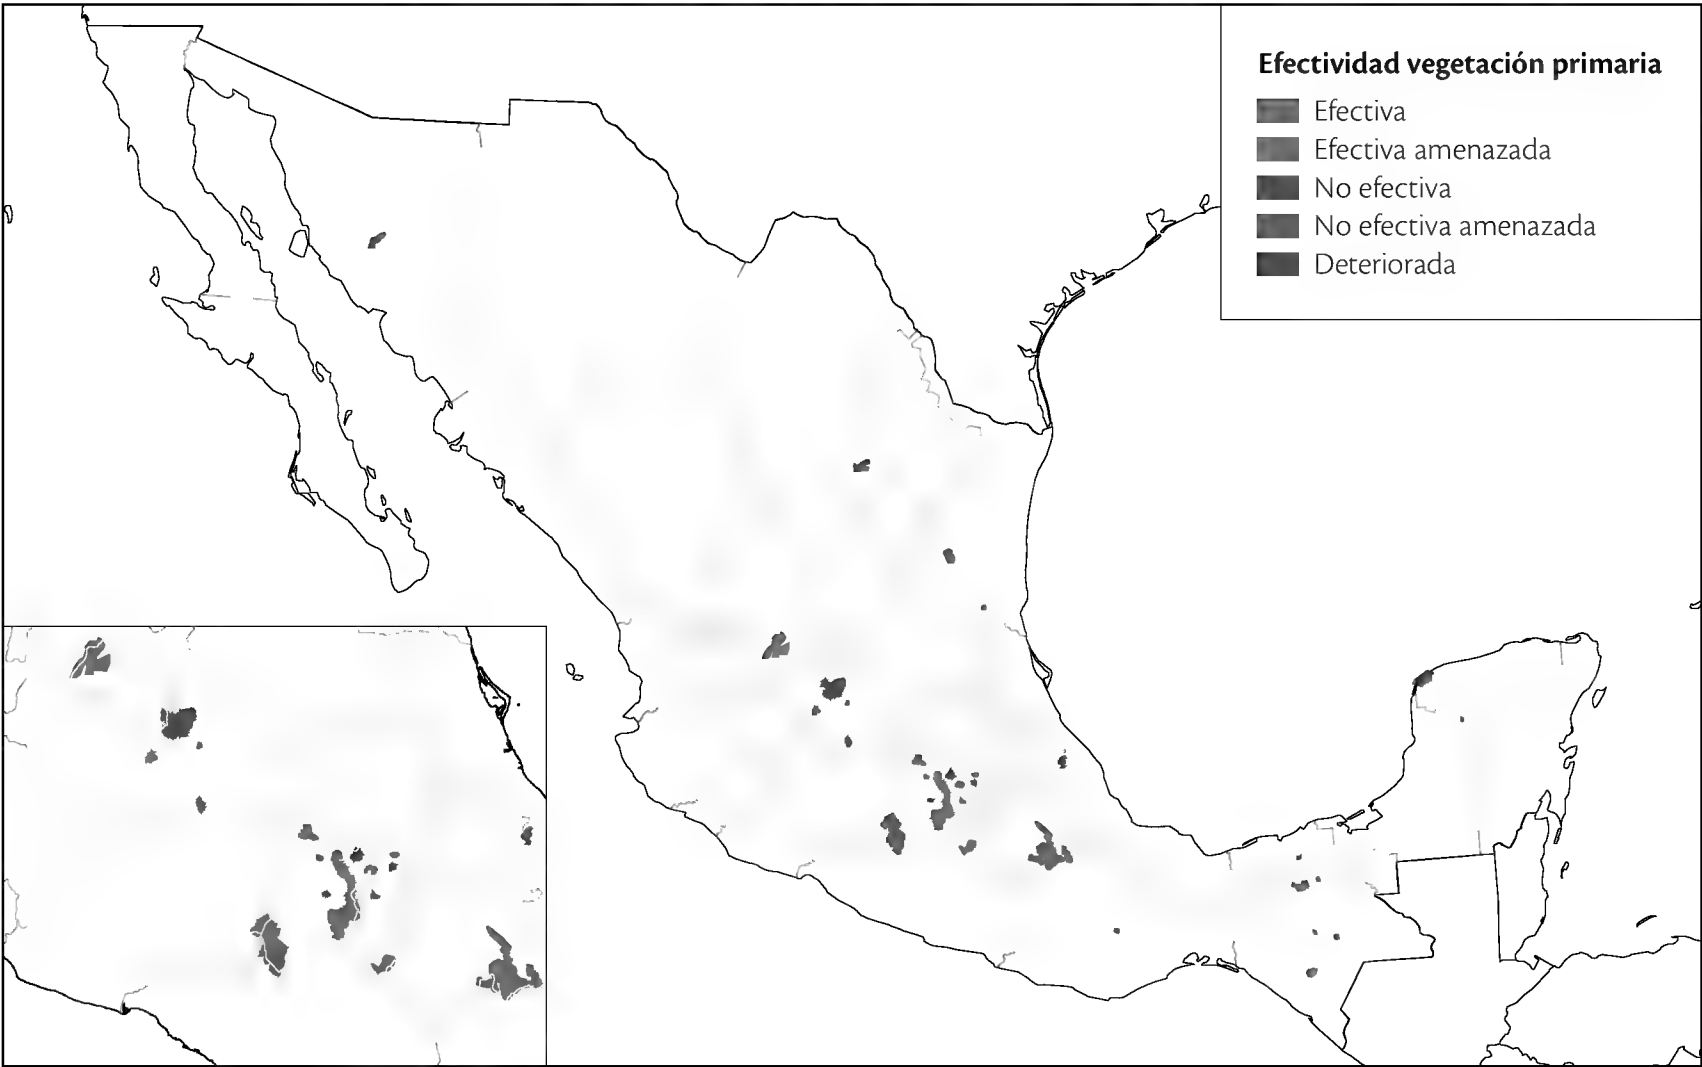 Efectividad vegetación primaria
Efectiva
Efectiva amenazada
No efectiva
No efectiva amenazada
Deteriorada